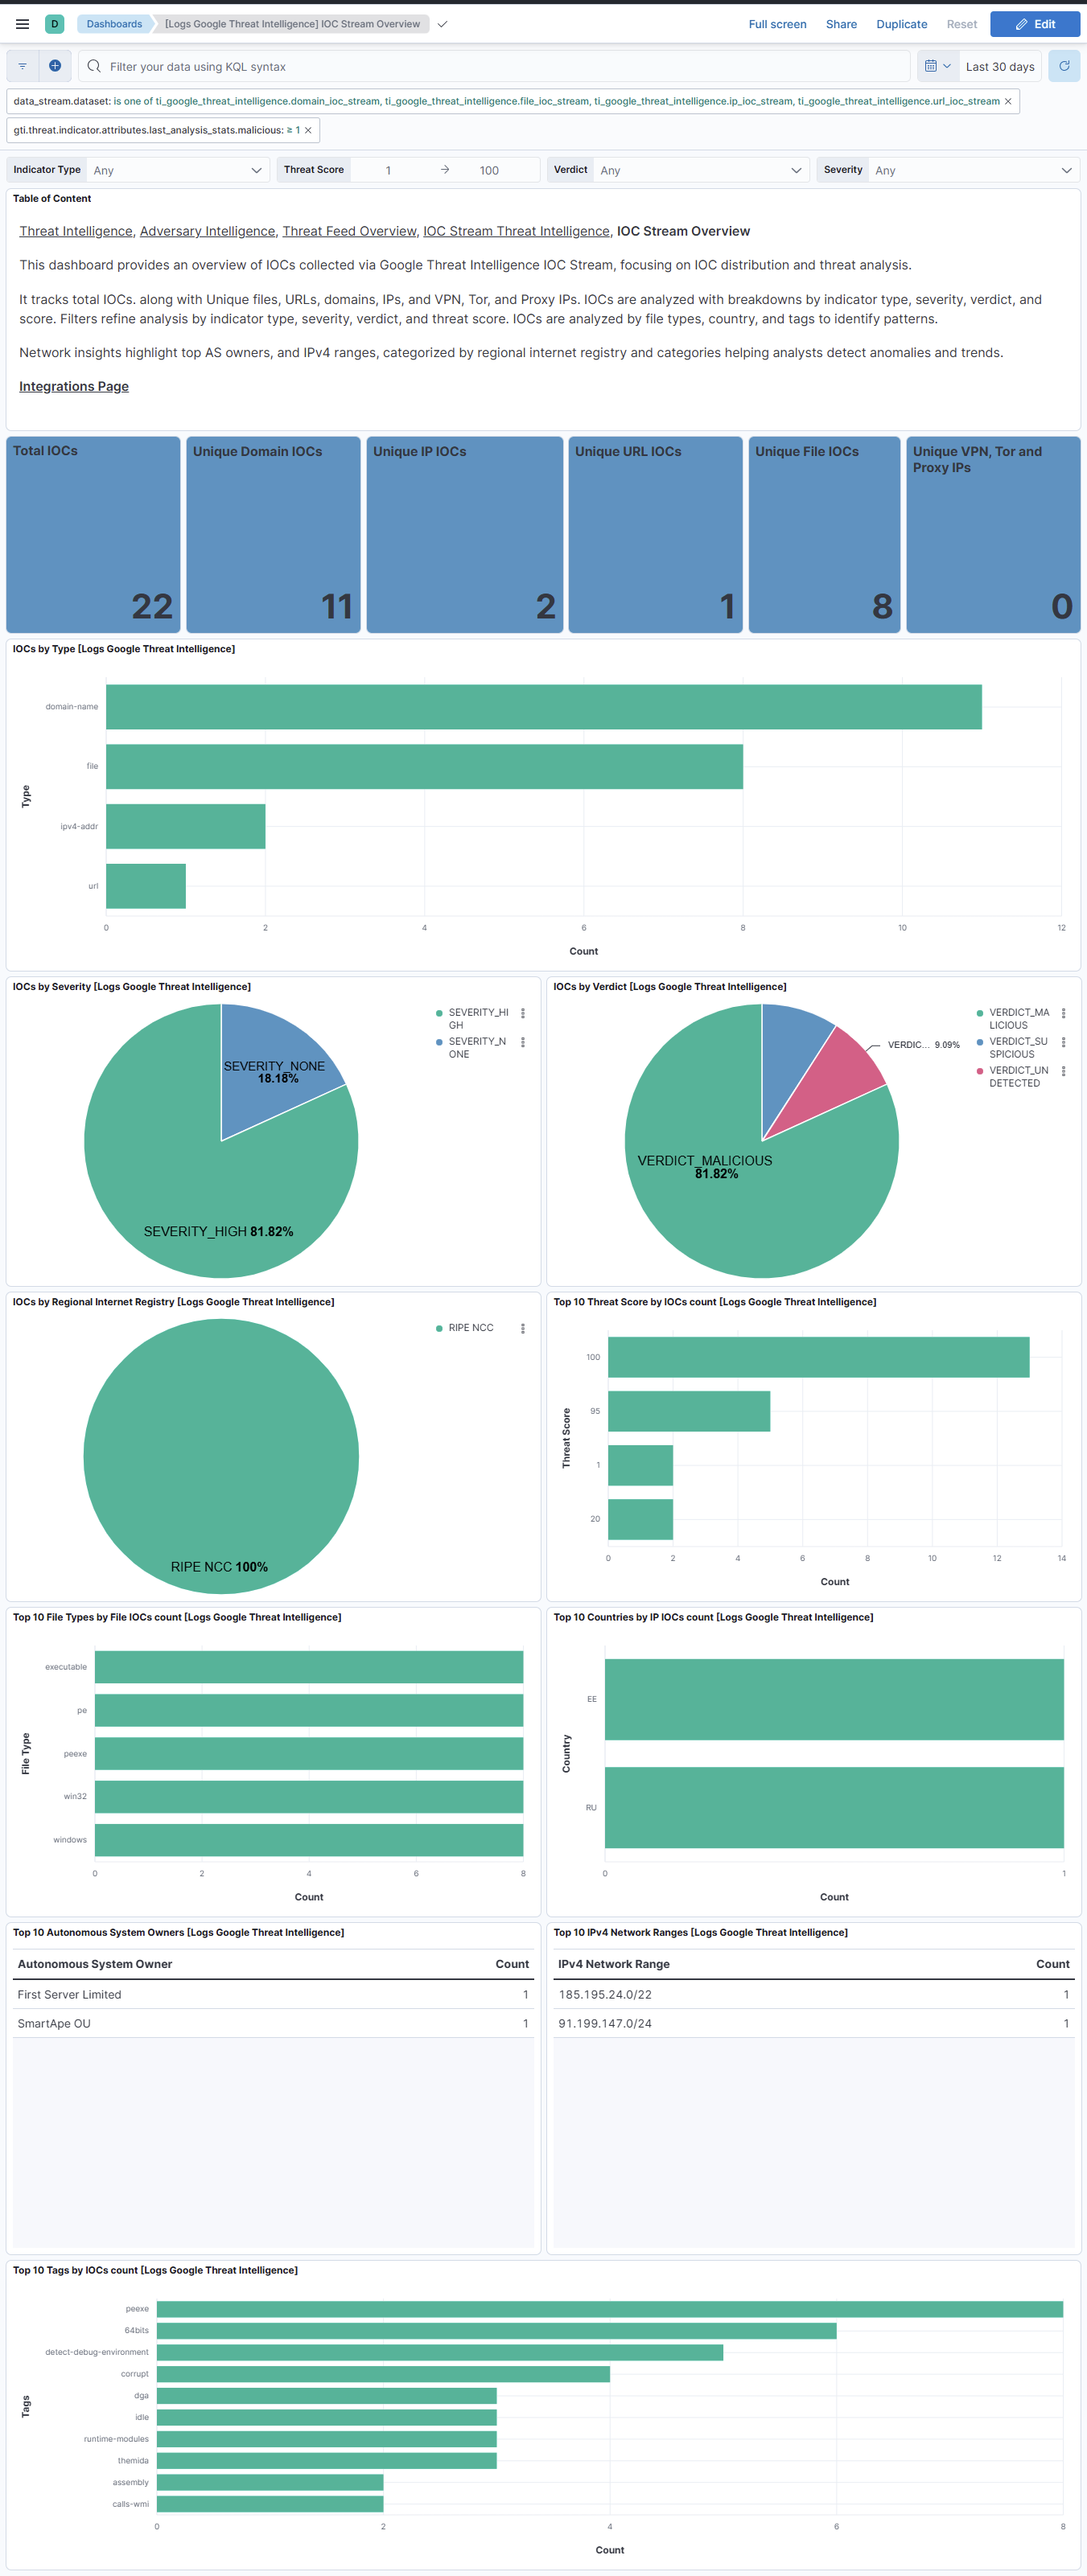 D
Dashboards
[Logs Google Threat Intelligence] IOC Stream Overview
Full screen
Share
Duplicate
Reset
Edit
Filter your data using KQL syntax
Last 30 days
data_stream.dataset: is one of ti_google_threat_intelligence.domain_ioc_stream, ti_google_threat_intelligence.file_ioc_stream, ti_google_threat_intelligence.ip_ioc_stream, ti_google_threat_intelligence.url_ioc_stream ×
gti.threat.indicator.attributes.last_analysis_stats.malicious: ≥ 1 ×
Indicator Type Any
Threat Score 1 → 100
Verdict Any
Severity Any
Table of Content
Threat Intelligence, Adversary Intelligence, Threat Feed Overview, IOC Stream Threat Intelligence, IOC Stream Overview
This dashboard provides an overview of IOCs collected via Google Threat Intelligence IOC Stream, focusing on IOC distribution and threat analysis.
It tracks total IOCs. along with Unique files, URLs, domains, IPs, and VPN, Tor, and Proxy IPs. IOCs are analyzed with breakdowns by indicator type, severity, verdict, and
score. Filters refine analysis by indicator type, severity, verdict, and threat score. IOCs are analyzed by file types, country, and tags to identify patterns.
Network insights highlight top AS owners, and IPv4 ranges, categorized by regional internet registry and categories helping analysts detect anomalies and trends.
Integrations Page
Total IOCs
22
Unique Domain IOCs
11
Unique IP IOCs
2
Unique URL IOCs
1
Unique File IOCs
8
Unique VPN, Tor and
Proxy IPs
0
IOCs by Type [Logs Google Threat Intelligence]
Type
domain-name
file
ipv4-addr
url
0 2 4 6 8 10 12
Count
IOCs by Severity [Logs Google Threat Intelligence]
SEVERITY_NONE
18.18%
SEVERITY_HIGH 81.82%
SEVERITY_HI
GH
SEVERITY_N
ONE
IOCs by Verdict [Logs Google Threat Intelligence]
VERDIC... 9.09%
VERDICT_MALICIOUS
81.82%
VERDICT_MA
LICIOUS
VERDICT_SU
SPICIOUS
VERDICT_UN
DETECTED
IOCs by Regional Internet Registry [Logs Google Threat Intelligence]
RIPE NCC
RIPE NCC 100%
Top 10 Threat Score by IOCs count [Logs Google Threat Intelligence]
Threat Score
100
95
1
20
0 2 4 6 8 10 12 14
Count
Top 10 File Types by File IOCs count [Logs Google Threat Intelligence]
File Type
executable
pe
peexe
win32
windows
0 2 4 6 8
Count
Top 10 Countries by IP IOCs count [Logs Google Threat Intelligence]
Country
EE
RU
0 1
Count
Top 10 Autonomous System Owners [Logs Google Threat Intelligence]
Autonomous System Owner Count
First Server Limited 1
SmartApe OU 1
Top 10 IPv4 Network Ranges [Logs Google Threat Intelligence]
IPv4 Network Range Count
185.195.24.0/22 1
91.199.147.0/24 1
Top 10 Tags by IOCs count [Logs Google Threat Intelligence]
Tags
peexe
64bits
detect-debug-environment
corrupt
dga
idle
runtime-modules
themida
assembly
calls-wmi
0 2 4 6 8
Count